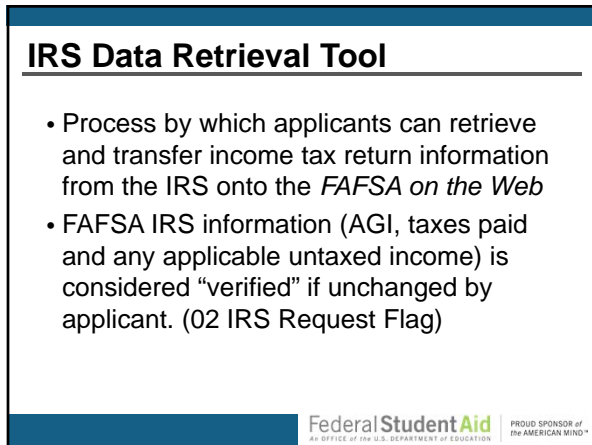 IRS Data Retrieval Tool
• Process by which applicants can retrieve
and transfer income tax return information
from the IRS onto the FAFSA on the Web
• FAFSA IRS information (AGI, taxes paid
and any applicable untaxed income) is
considered “verified” if unchanged by
applicant. (02 IRS Request Flag)
Federal Student Aid
An OFFICE of the U.S. DEPARTMENT of EDUCATION
PROUD SPONSOR of
the AMERICAN MIND™